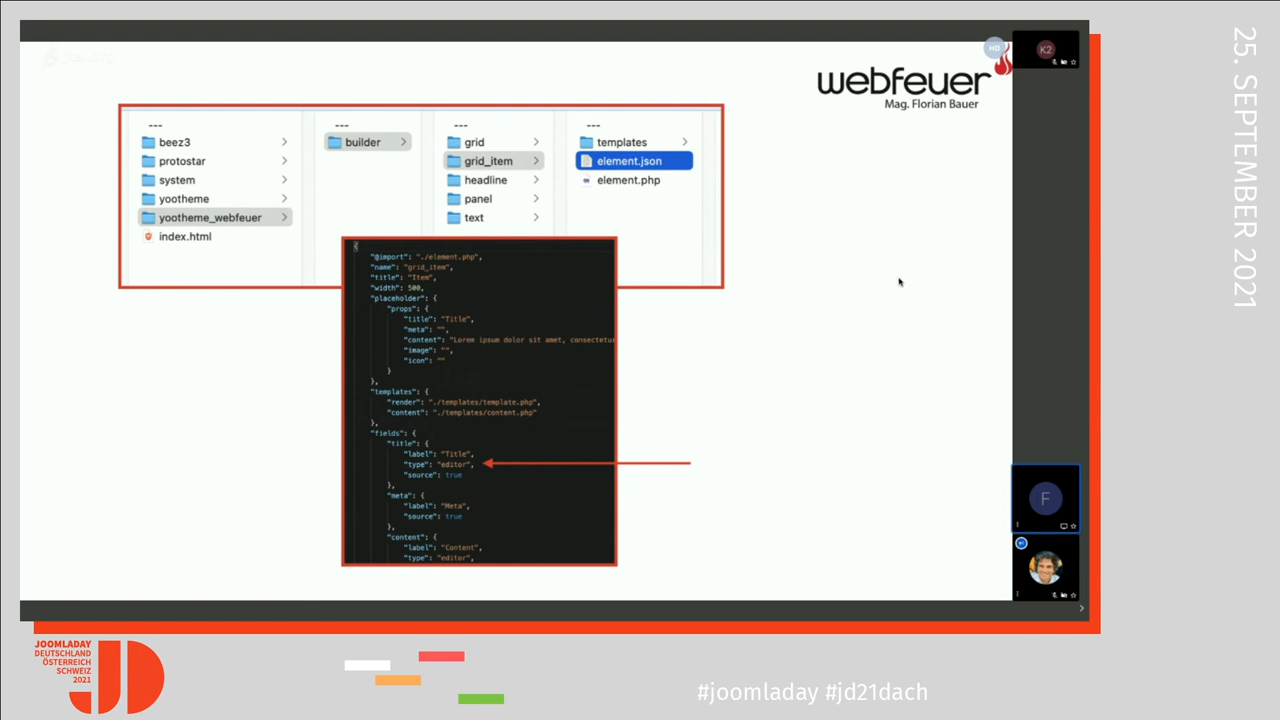 webfeuer
Mag. Florian Bauer
HD
K2
---
beez3
protostar
system
yootheme
yootheme_webfeuer
index.html
---
builder
---
grid
grid_item
headline
panel
text
---
templates
element.json
element.php
{
"@import": "./element.php",
"name": "grid_item",
"title": "Item",
"width": 500,
"placeholder": {
"props": {
"title": "Title",
"meta": "",
"content": "Lorem ipsum dolor sit amet, consectetur
"image": "",
"icon": ""
}
},
"templates": {
"render": "./templates/template.php",
"content": "./templates/content.php"
},
"fields": {
"title": {
"label": "Title",
"type": "editor",
"source": true
},
"meta": {
"label": "Meta",
"source": true
},
"content": {
"label": "Content",
"type": "editor",
F
25. SEPTEMBER 2021
JOOMLADAY
DEUTSCHLAND
ÖSTERREICH
SCHWEIZ
2021
JD
#joomladay #jd21dach